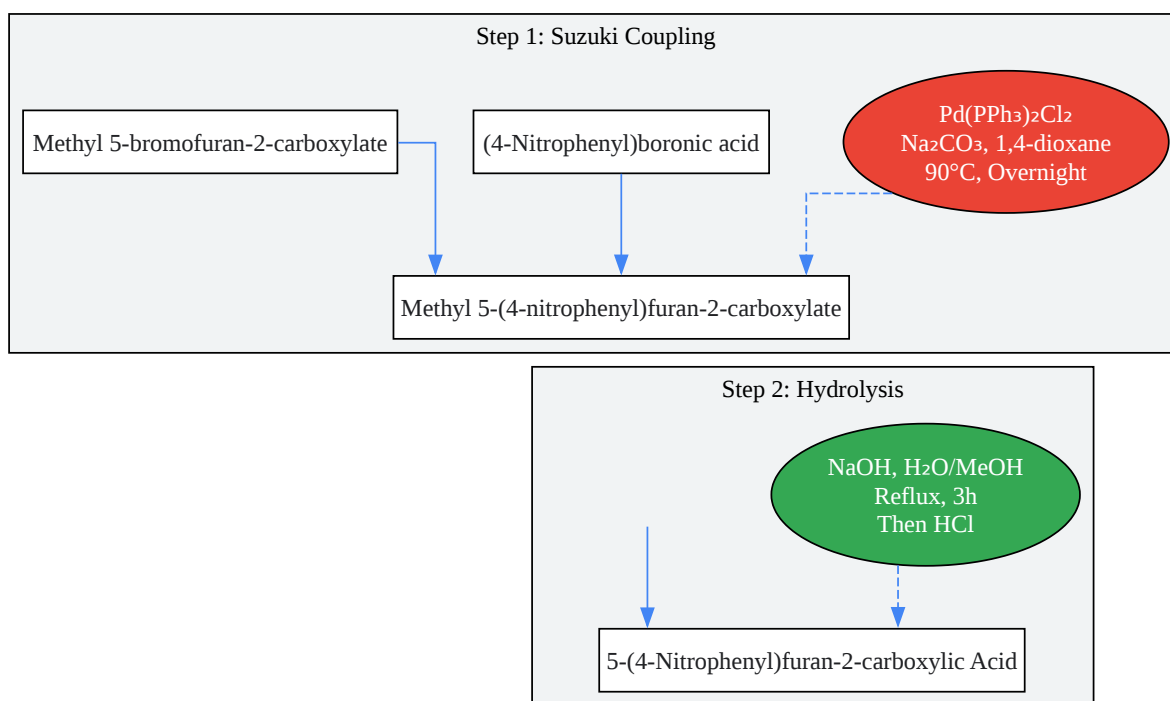 Step 1: Suzuki Coupling
Methyl 5-bromofuran-2-carboxylate
(4-Nitrophenyl)boronic acid
Pd(PPh₃)₂Cl₂
Na₂CO₃, 1,4-dioxane
90°C, Overnight
Methyl 5-(4-nitrophenyl)furan-2-carboxylate
Step 2: Hydrolysis
NaOH, H₂O/MeOH
Reflux, 3h
Then HCl
5-(4-Nitrophenyl)furan-2-carboxylic Acid